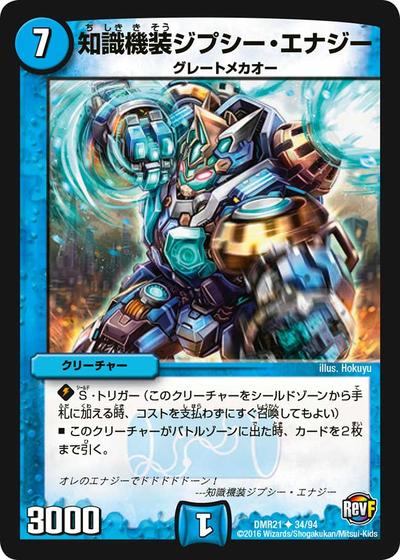 7
知識機装ジプシー・エナジー
ちしききそう
グレートメカオー
クリーチャー
illus. Hokuyu
S・トリガー（このクリーチャーをシールドゾーンから手
札に加える時、コストを支払わずにすぐ召喚してもよい）
■ このクリーチャーがバトルゾーンに出た時、カードを2枚
まで引く。
オレのエナジーでドドドドドーン！
---知識機装ジプシー・エナジー
3000
1
DMR21 ◆ 34/94
©2016 Wizards/Shogakukan/Mitsui-Kids
RevF